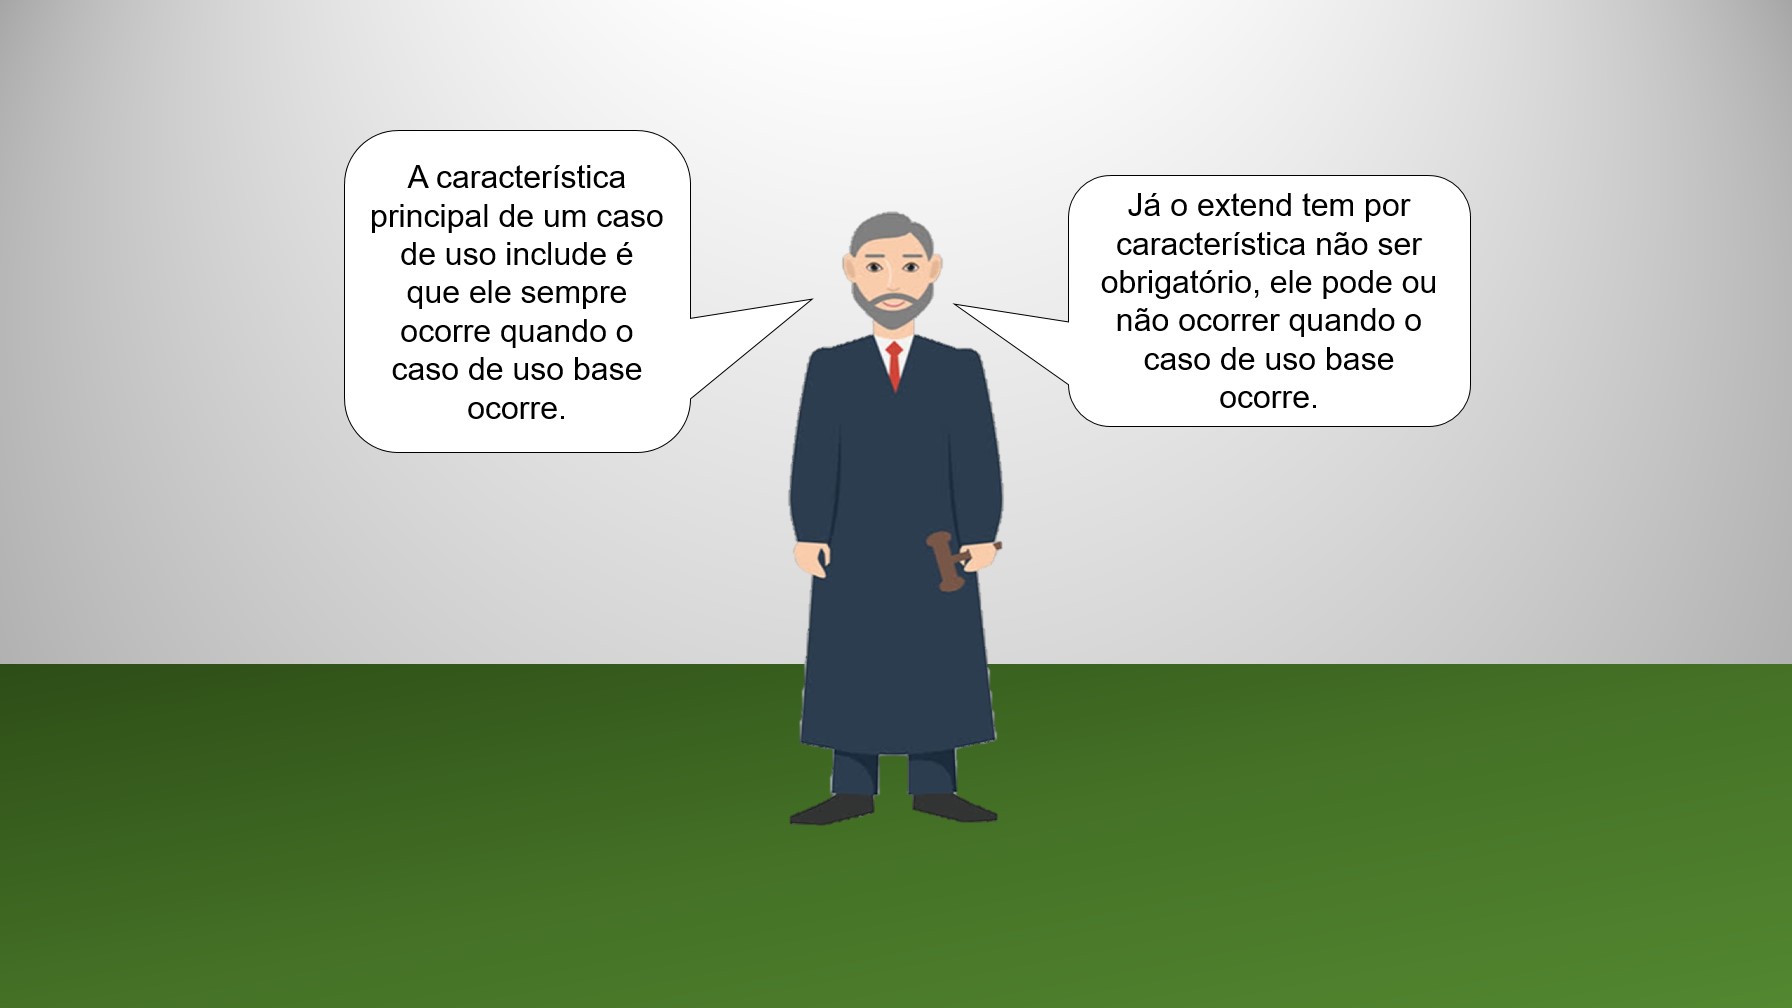 A característica
principal de um caso
de uso include é
que ele sempre
ocorre quando o
caso de uso base
ocorre.
Já o extend tem por
característica não ser
obrigatório, ele pode ou
não ocorrer quando o
caso de uso base
ocorre.